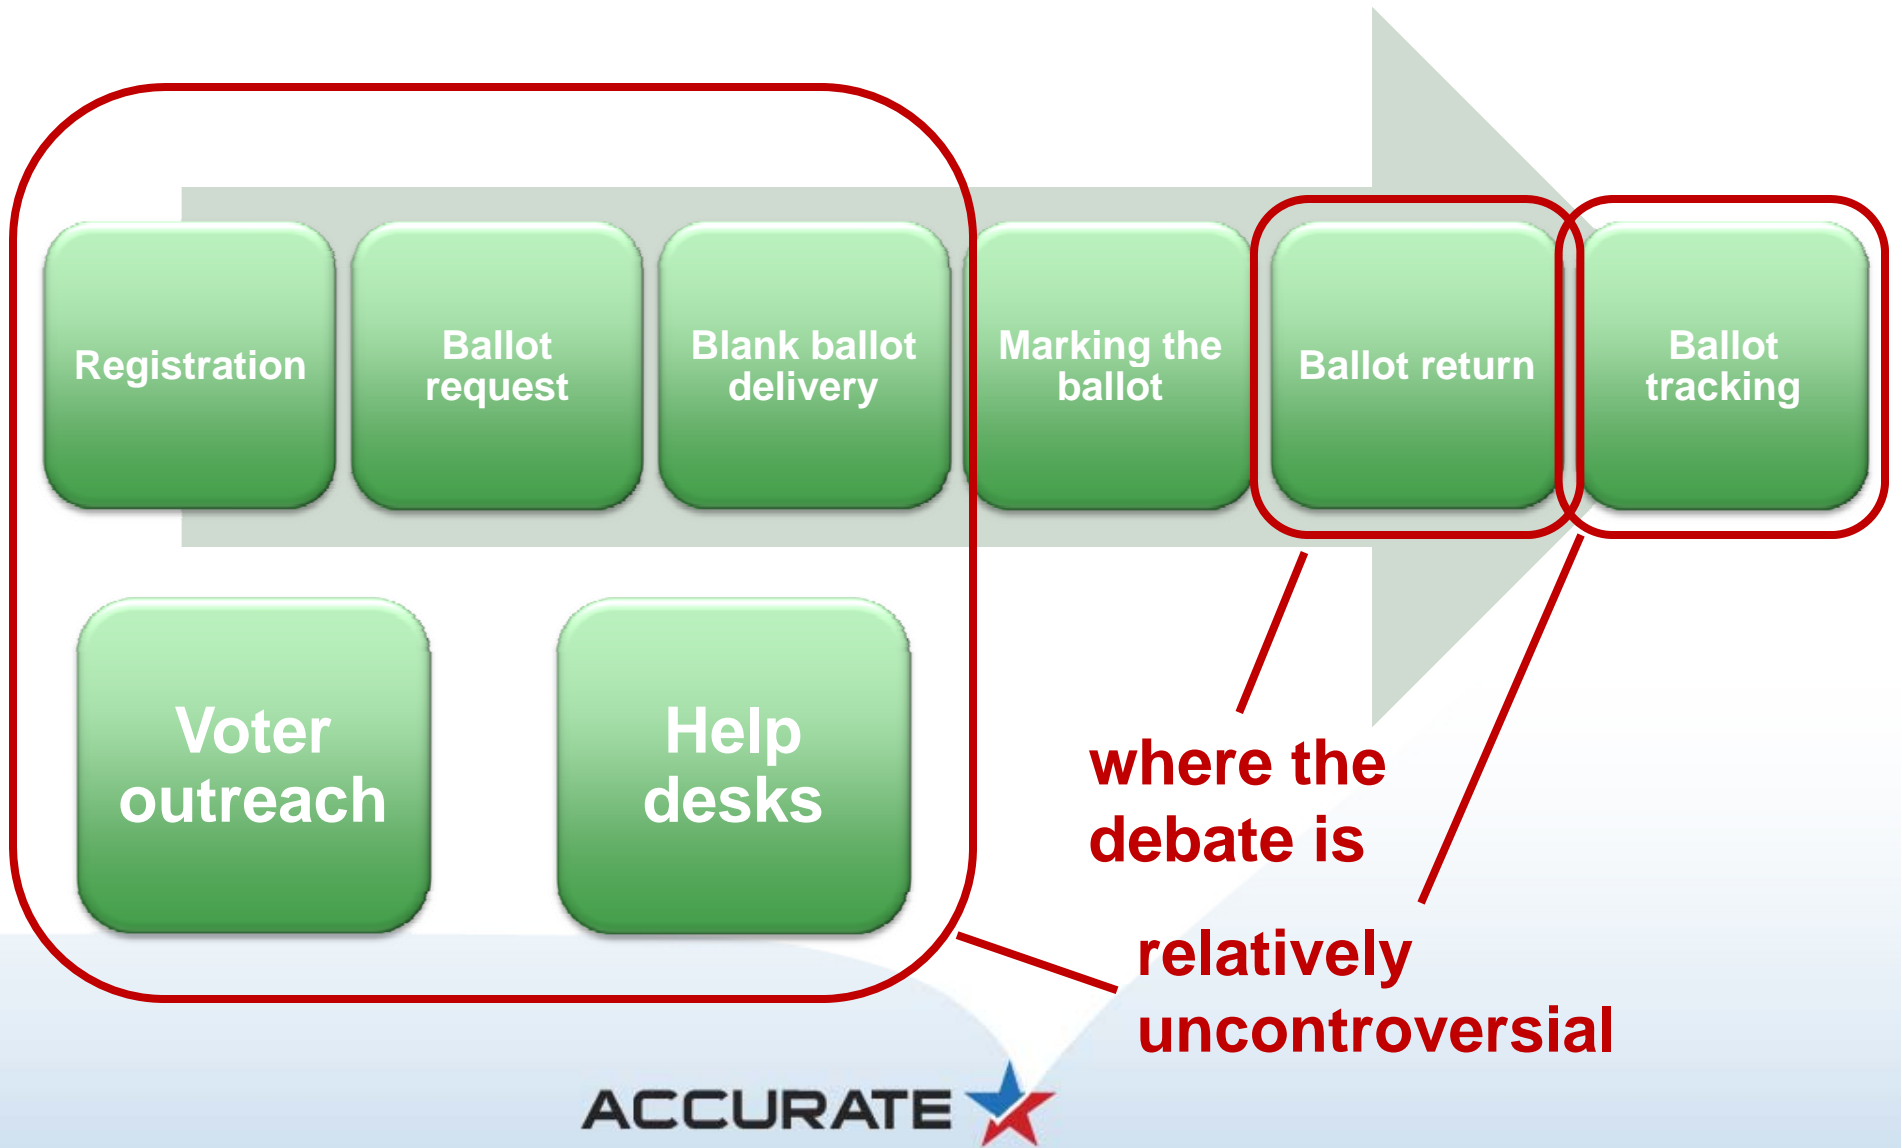 Registration
Ballot
request
Blank ballot
delivery
Marking the
ballot
Ballot return
Ballot
tracking
Voter
outreach
Help
desks
where the
debate is
relatively
uncontroversial
ACCURATE